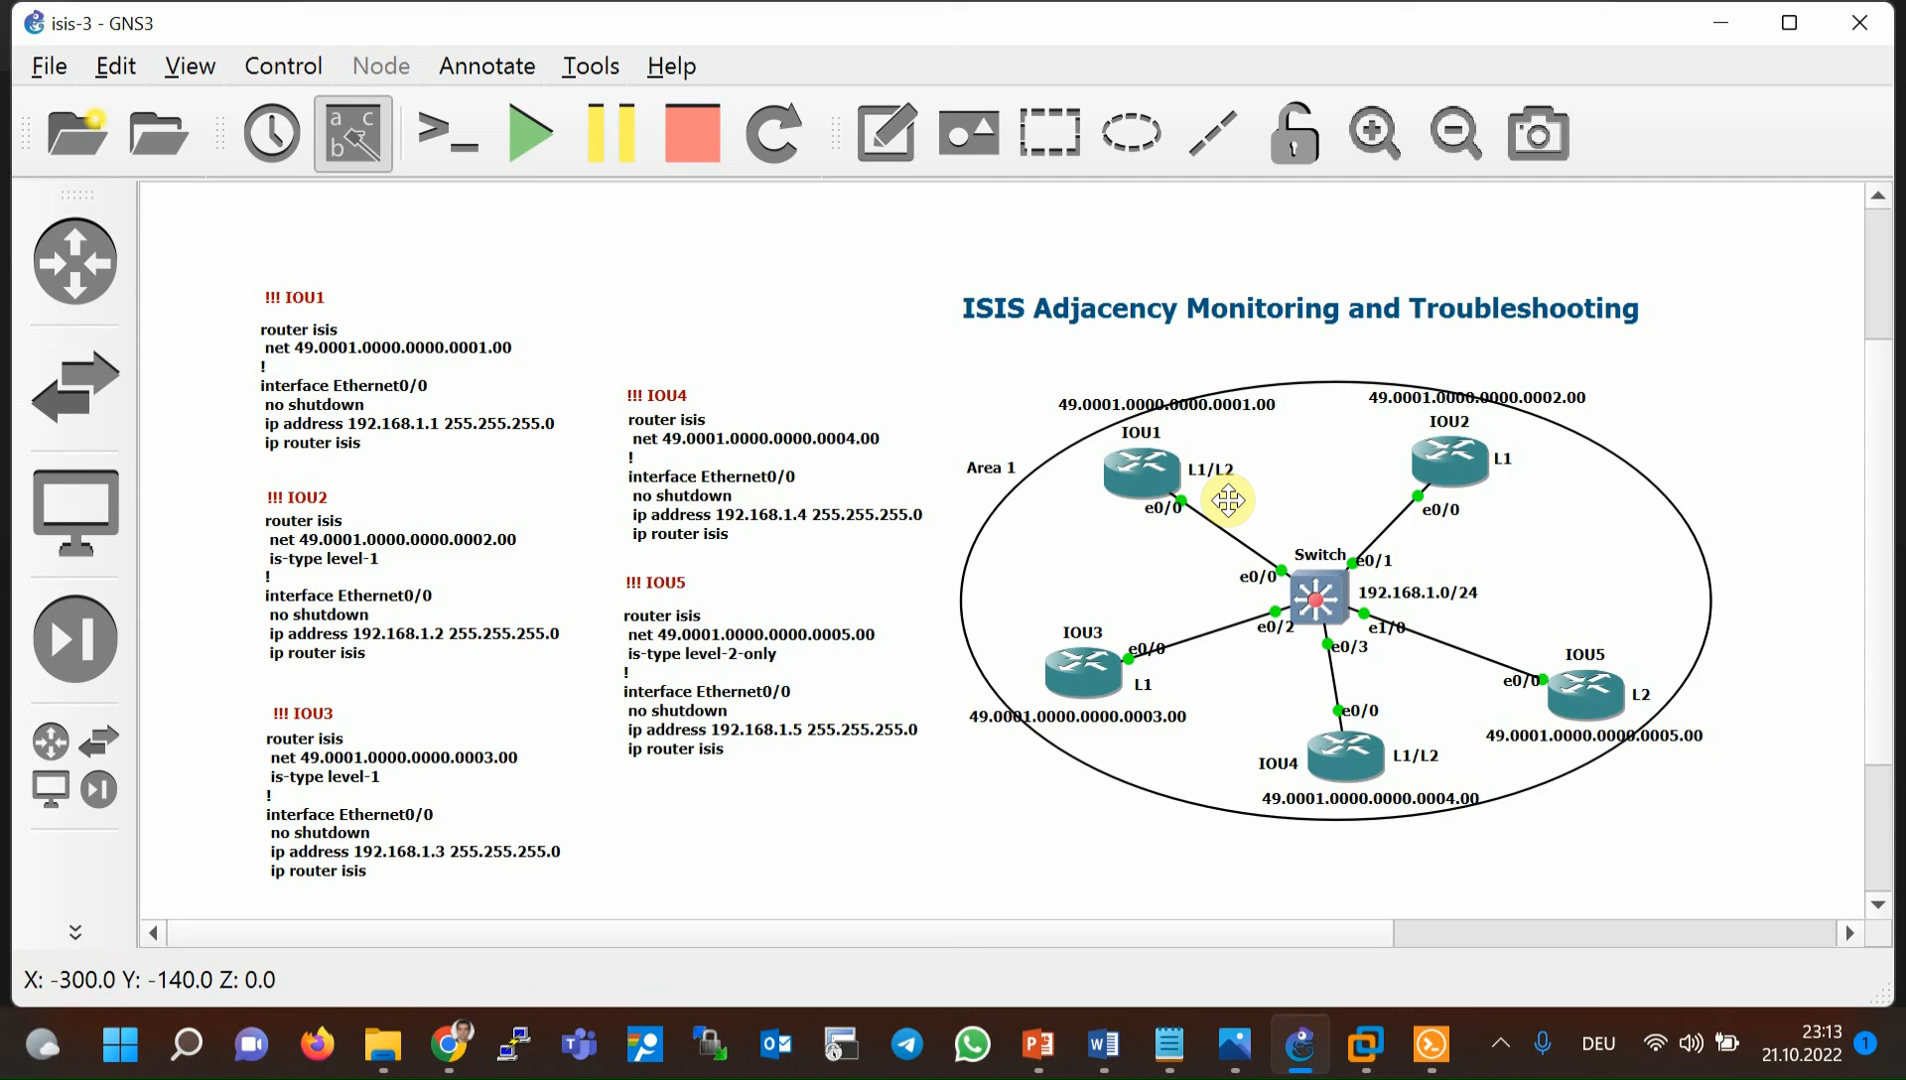 isis-3 - GNS3
File Edit View Control Node Annotate Tools Help
a c
b
!!! IOU1
router isis
net 49.0001.0000.0000.0001.00
!
interface Ethernet0/0
no shutdown
ip address 192.168.1.1 255.255.255.0
ip router isis
!!! IOU2
router isis
net 49.0001.0000.0000.0002.00
is-type level-1
!
interface Ethernet0/0
no shutdown
ip address 192.168.1.2 255.255.255.0
ip router isis
!!! IOU3
router isis
net 49.0001.0000.0000.0003.00
is-type level-1
!
interface Ethernet0/0
no shutdown
ip address 192.168.1.3 255.255.255.0
ip router isis
!!! IOU4
router isis
net 49.0001.0000.0000.0004.00
!
interface Ethernet0/0
no shutdown
ip address 192.168.1.4 255.255.255.0
ip router isis
!!! IOU5
router isis
net 49.0001.0000.0000.0005.00
is-type level-2-only
!
interface Ethernet0/0
no shutdown
ip address 192.168.1.5 255.255.255.0
ip router isis
ISIS Adjacency Monitoring and Troubleshooting
49.0001.0000.0000.0001.00
49.0001.0000.0000.0002.00
IOU1
IOU2
Area 1
L1/L2
L1
e0/0
e0/0
Switch
e0/1
e0/0
192.168.1.0/24
e0/2
e1/0
IOU3
e0/0
e0/3
IOU5
L1
e0/0
L2
49.0001.0000.0000.0003.00
e0/0
49.0001.0000.0000.0005.00
IOU4
L1/L2
49.0001.0000.0000.0004.00
X: -300.0 Y: -140.0 Z: 0.0
DEU
23:13
21.10.2022
1